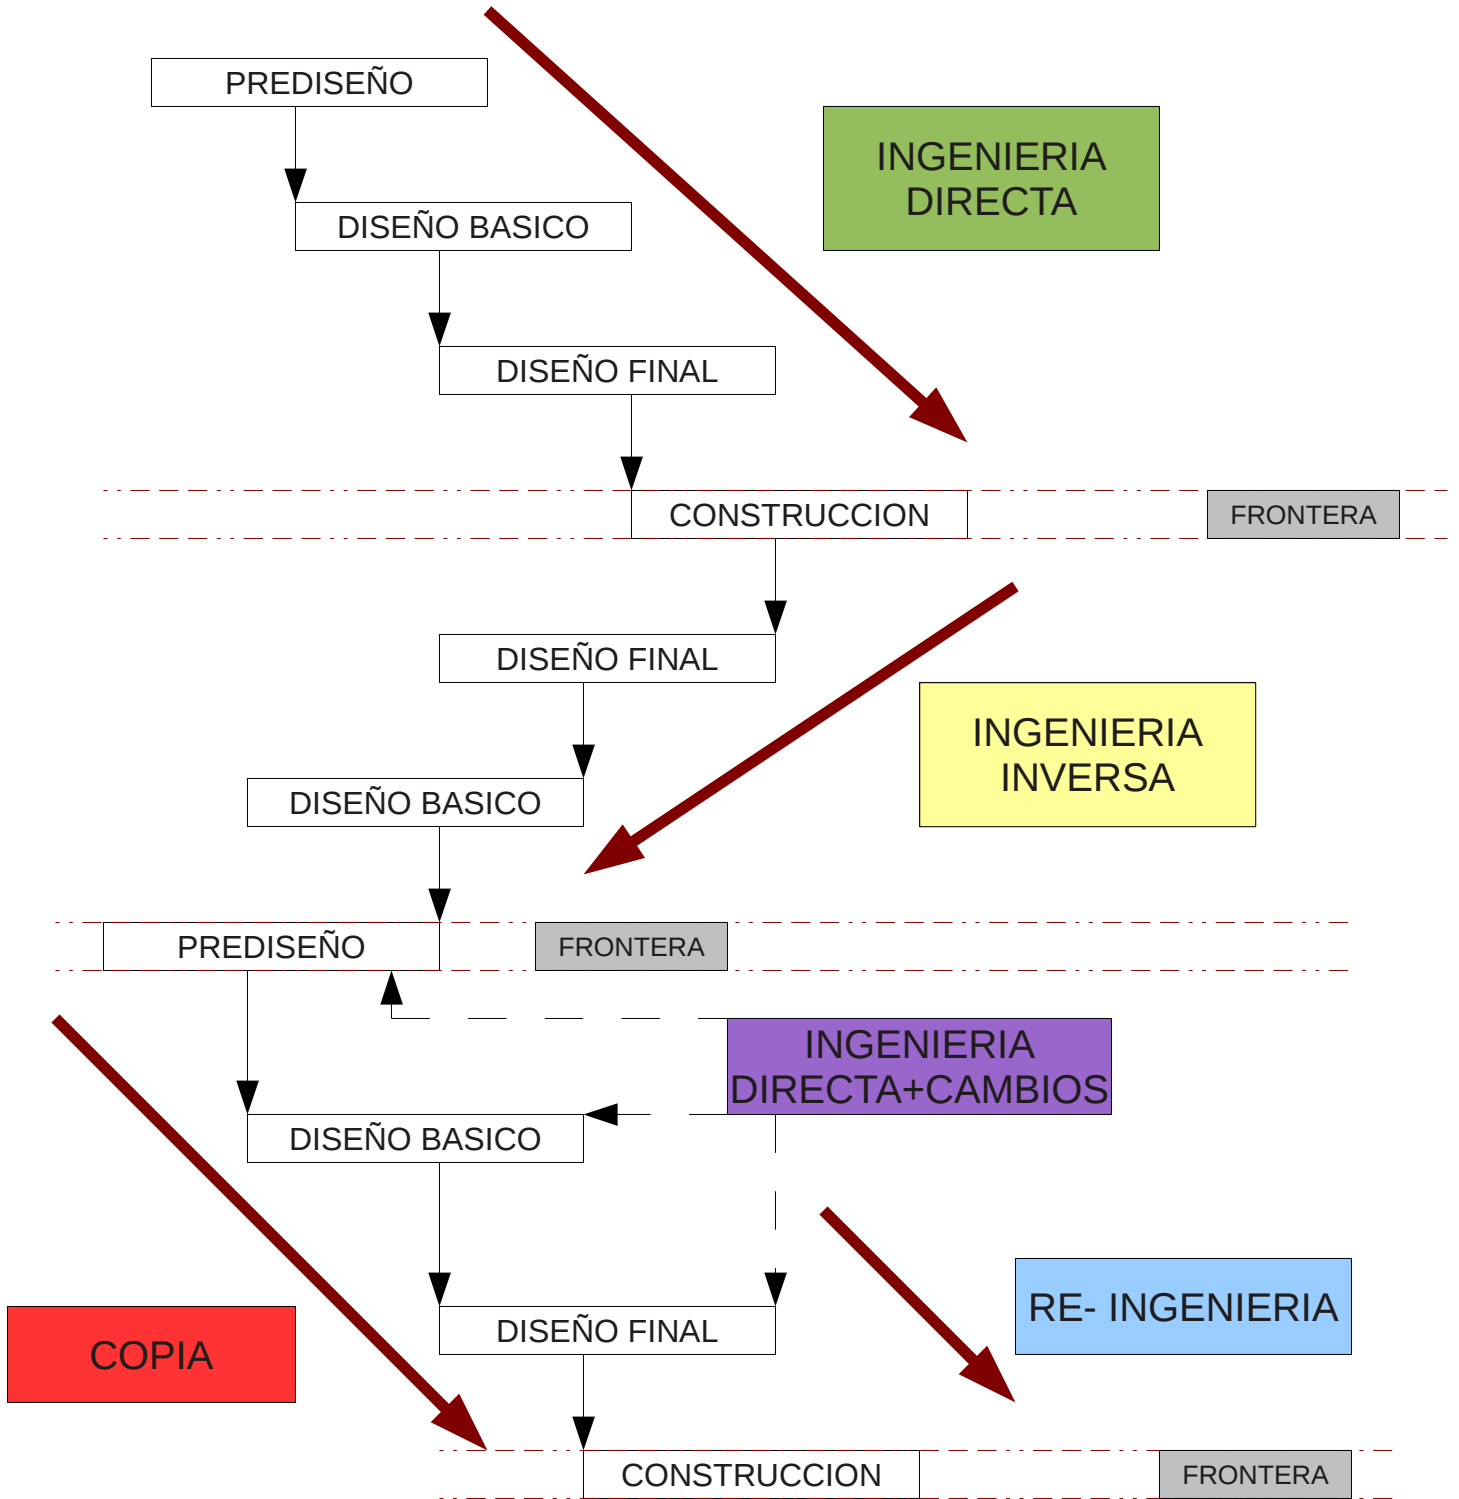 PREDISEÑO
INGENIERIA
DIRECTA
DISEÑO BASICO
DISEÑO FINAL
CONSTRUCCION
FRONTERA
DISEÑO FINAL
INGENIERIA
INVERSA
DISEÑO BASICO
PREDISEÑO
FRONTERA
INGENIERIA
DIRECTA+CAMBIOS
DISEÑO BASICO
RE- INGENIERIA
DISEÑO FINAL
COPIA
CONSTRUCCION
FRONTERA